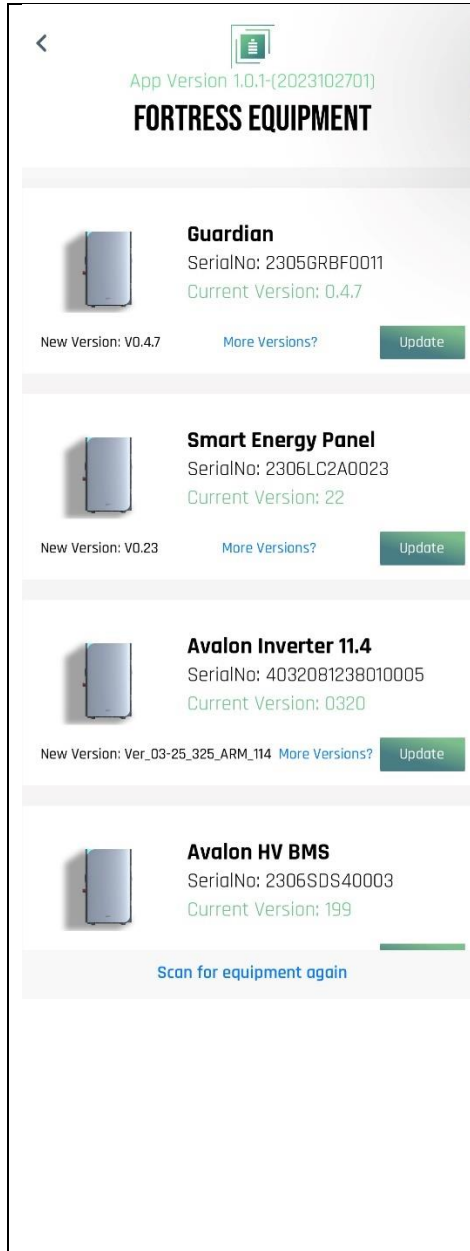 App Version 1.0.1-(2023102701)
FORTRESS EQUIPMENT
Guardian
SerialNo: 2305GRBF0011
Current Version: 0.4.7
New Version: V0.4.7 More Versions? Update
Smart Energy Panel
SerialNo: 2306LC2A0023
Current Version: 22
New Version: V0.23 More Versions? Update
Avalon Inverter 11.4
SerialNo: 4032081238010005
Current Version: 0320
New Version: Ver_03-25_325_ARM_114 More Versions? Update
Avalon HV BMS
SerialNo: 2306SDS40003
Current Version: 199
Scan for equipment again